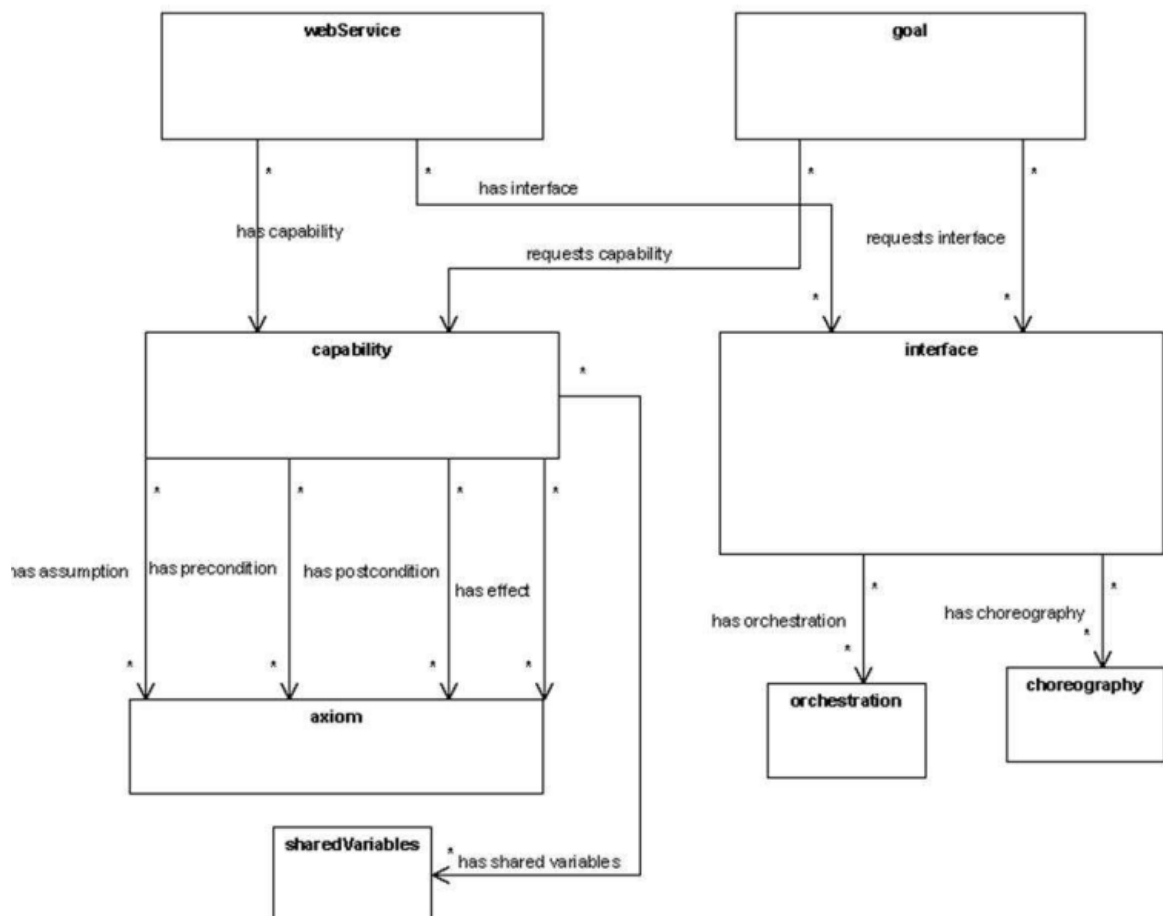 webService
goal
*
*
*
*
has interface
has capability
requests capability
requests interface
*
*
capability
interface
*
*
*
*
*
has assumption
has precondition
has postcondition
has effect
*
*
has orchestration
has choreography
*
*
*
*
*
*
axiom
orchestration
choreography
sharedVariables
*
has shared variables